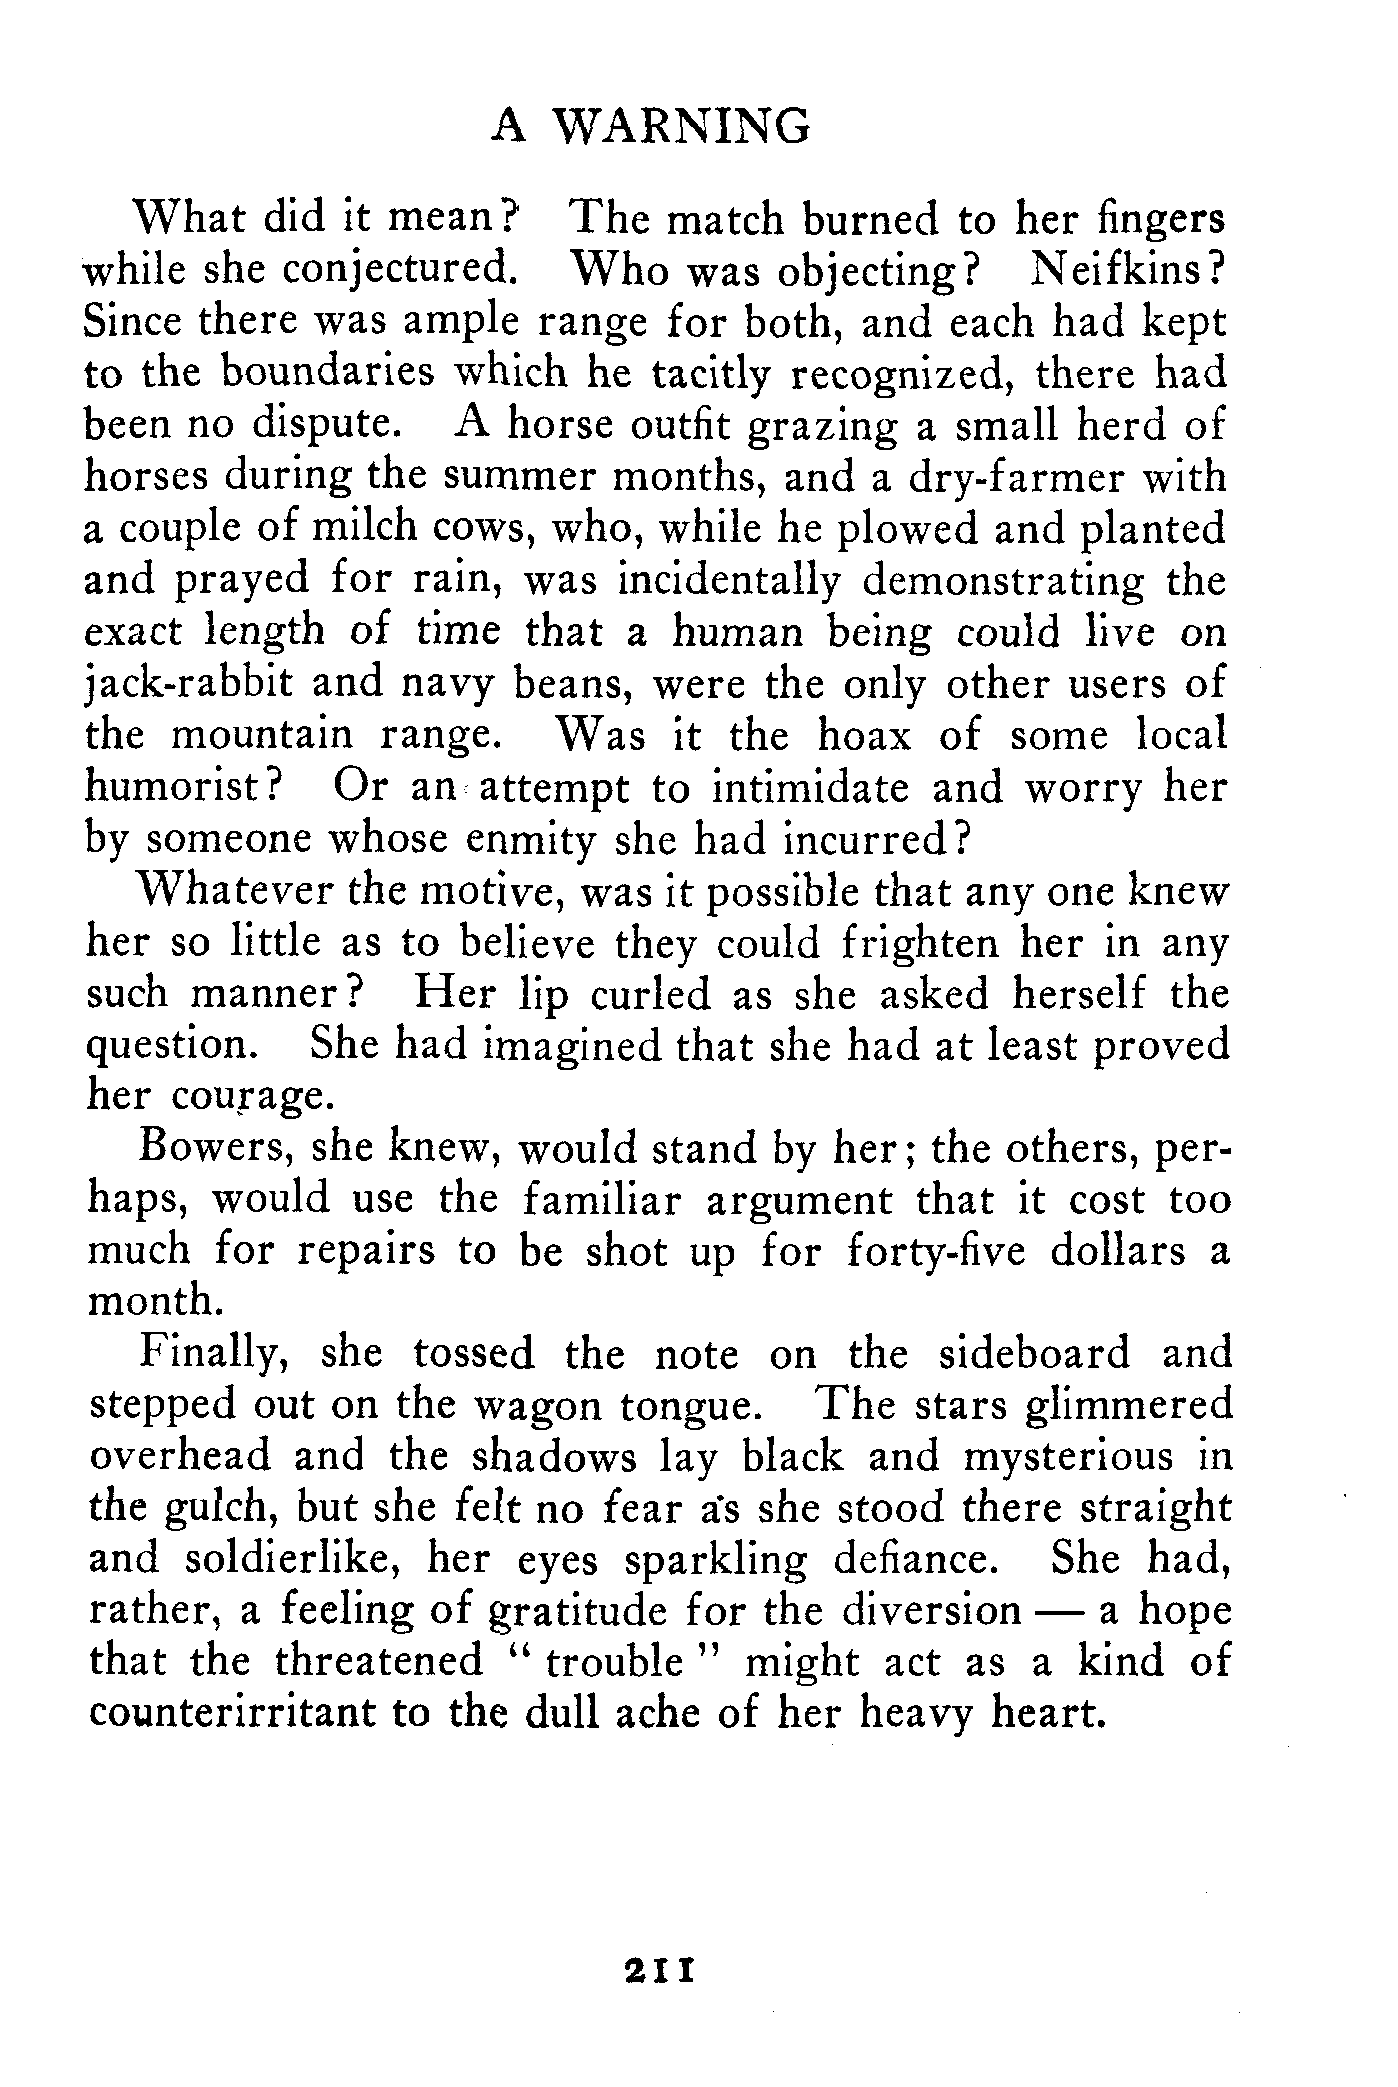 A WARNING
What did it mean? The match burned to her fingers
while she conjectured. Who was objecting? Neifkins?
Since there was ample range for both, and each had kept
to the boundaries which he tacitly recognized, there had
been no dispute. A horse outfit grazing a small herd of
horses during the summer months, and a dry-farmer with
a couple of milch cows, who, while he plowed and planted
and prayed for rain, was incidentally demonstrating the
exact length of time that a human being could live on
jack-rabbit and navy beans, were the only other users of
the mountain range. Was it the hoax of some local
humorist? Or an attempt to intimidate and worry her
by someone whose enmity she had incurred?
Whatever the motive, was it possible that any one knew
her so little as to believe they could frighten her in any
such manner? Her lip curled as she asked herself the
question. She had imagined that she had at least proved
her courage.
Bowers, she knew, would stand by her; the others, per-
haps, would use the familiar argument that it cost too
much for repairs to be shot up for forty-five dollars a
month.
Finally, she tossed the note on the sideboard and
stepped out on the wagon tongue. The stars glimmered
overhead and the shadows lay black and mysterious in
the gulch, but she felt no fear as she stood there straight
and soldierlike, her eyes sparkling defiance. She had,
rather, a feeling of gratitude for the diversion — a hope
that the threatened “ trouble ” might act as a kind of
counterirritant to the dull ache of her heavy heart.
211